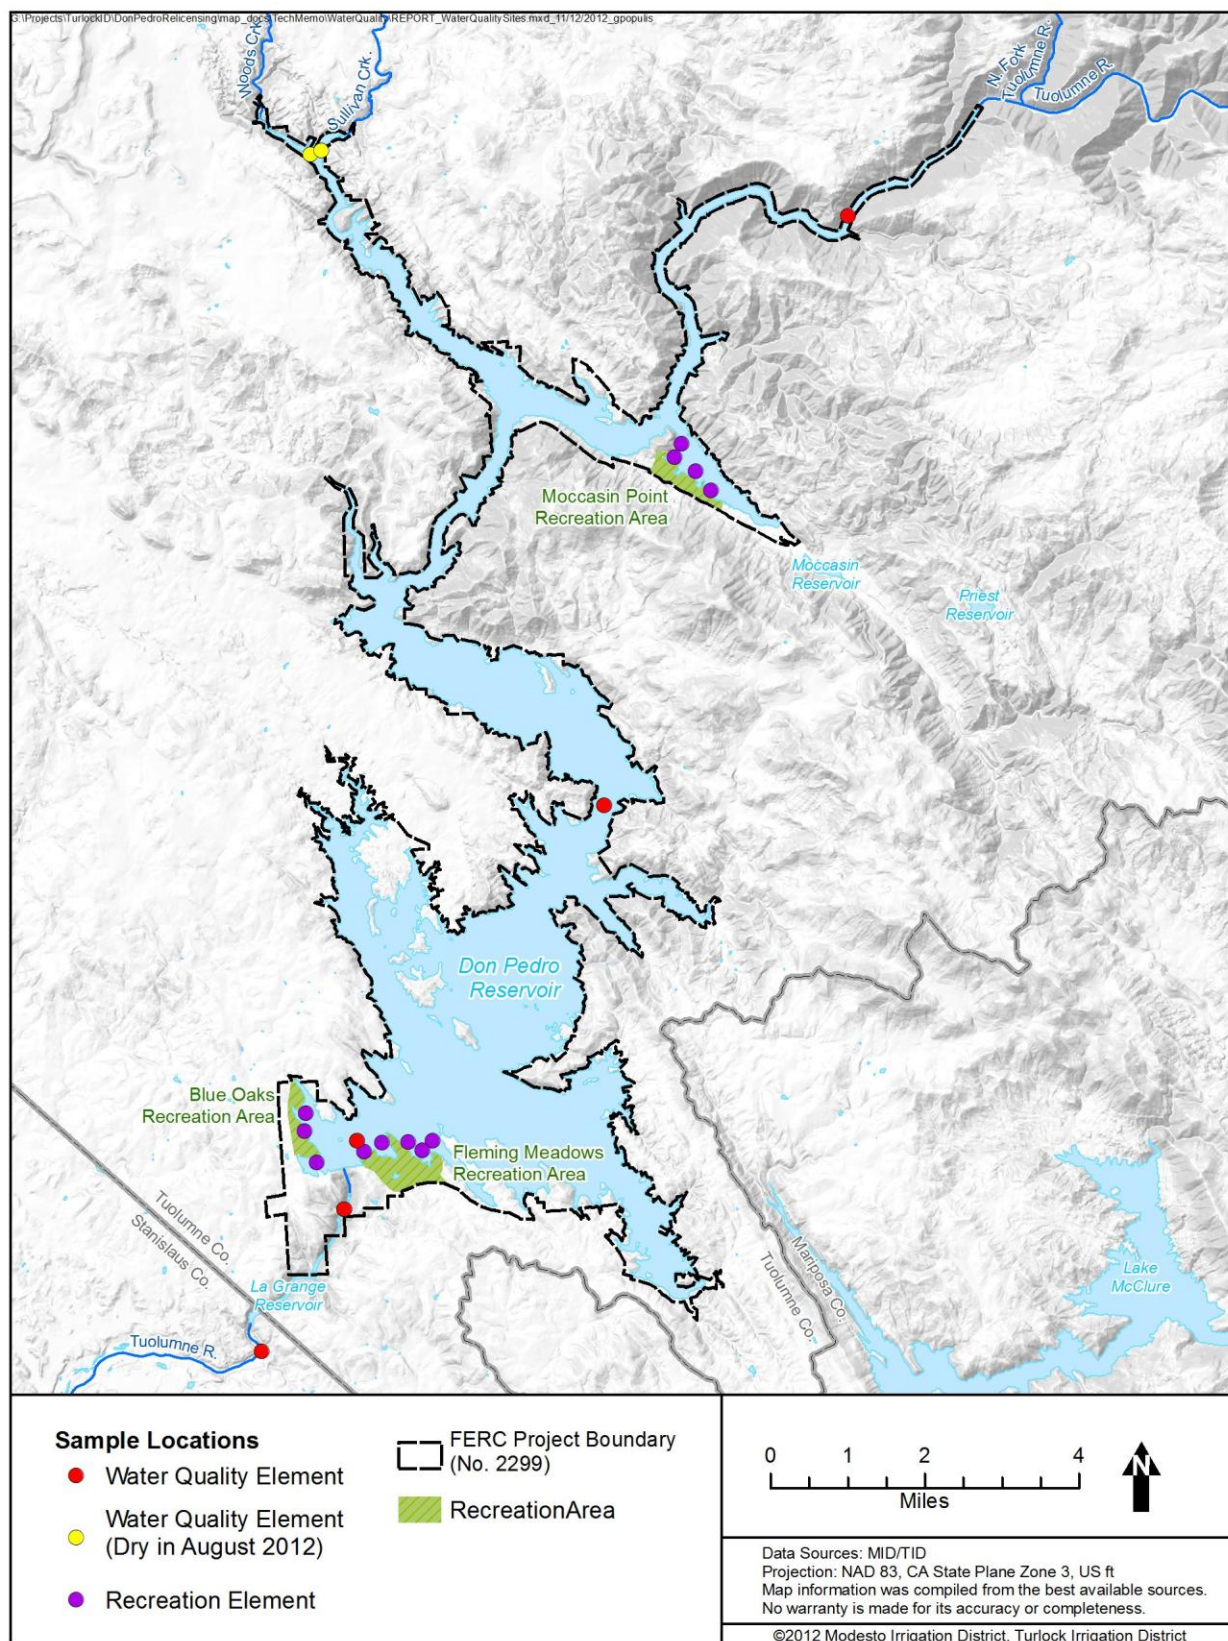 G:\Projects\TurlockID\DonPedroRelicensing\map_docs\TechMemo\WaterQuality\REPORT_WaterQualitySites.mxd_11/12/2012_gpopulis
Woods Crk.
Sullivan Crk.
N. Fork
Tuolumne R.
Tuolumne R.
Moccasin Point
Recreation Area
Moccasin
Reservoir
Priest
Reservoir
Don Pedro
Reservoir
Blue Oaks
Recreation Area
Fleming Meadows
Recreation Area
Tuolumne Co.
Stanislaus Co.
La Grange
Reservoir
Tuolumne R.
Mariposa Co.
Tuolumne Co.
Lake
McClure
Sample Locations
Water Quality Element
Water Quality Element
(Dry in August 2012)
Recreation Element
FERC Project Boundary
(No. 2299)
RecreationArea
0 1 2 4
Miles
N
Data Sources: MID/TID
Projection: NAD 83, CA State Plane Zone 3, US ft
Map information was compiled from the best available sources.
No warranty is made for its accuracy or completeness.
©2012 Modesto Irrigation District, Turlock Irrigation District